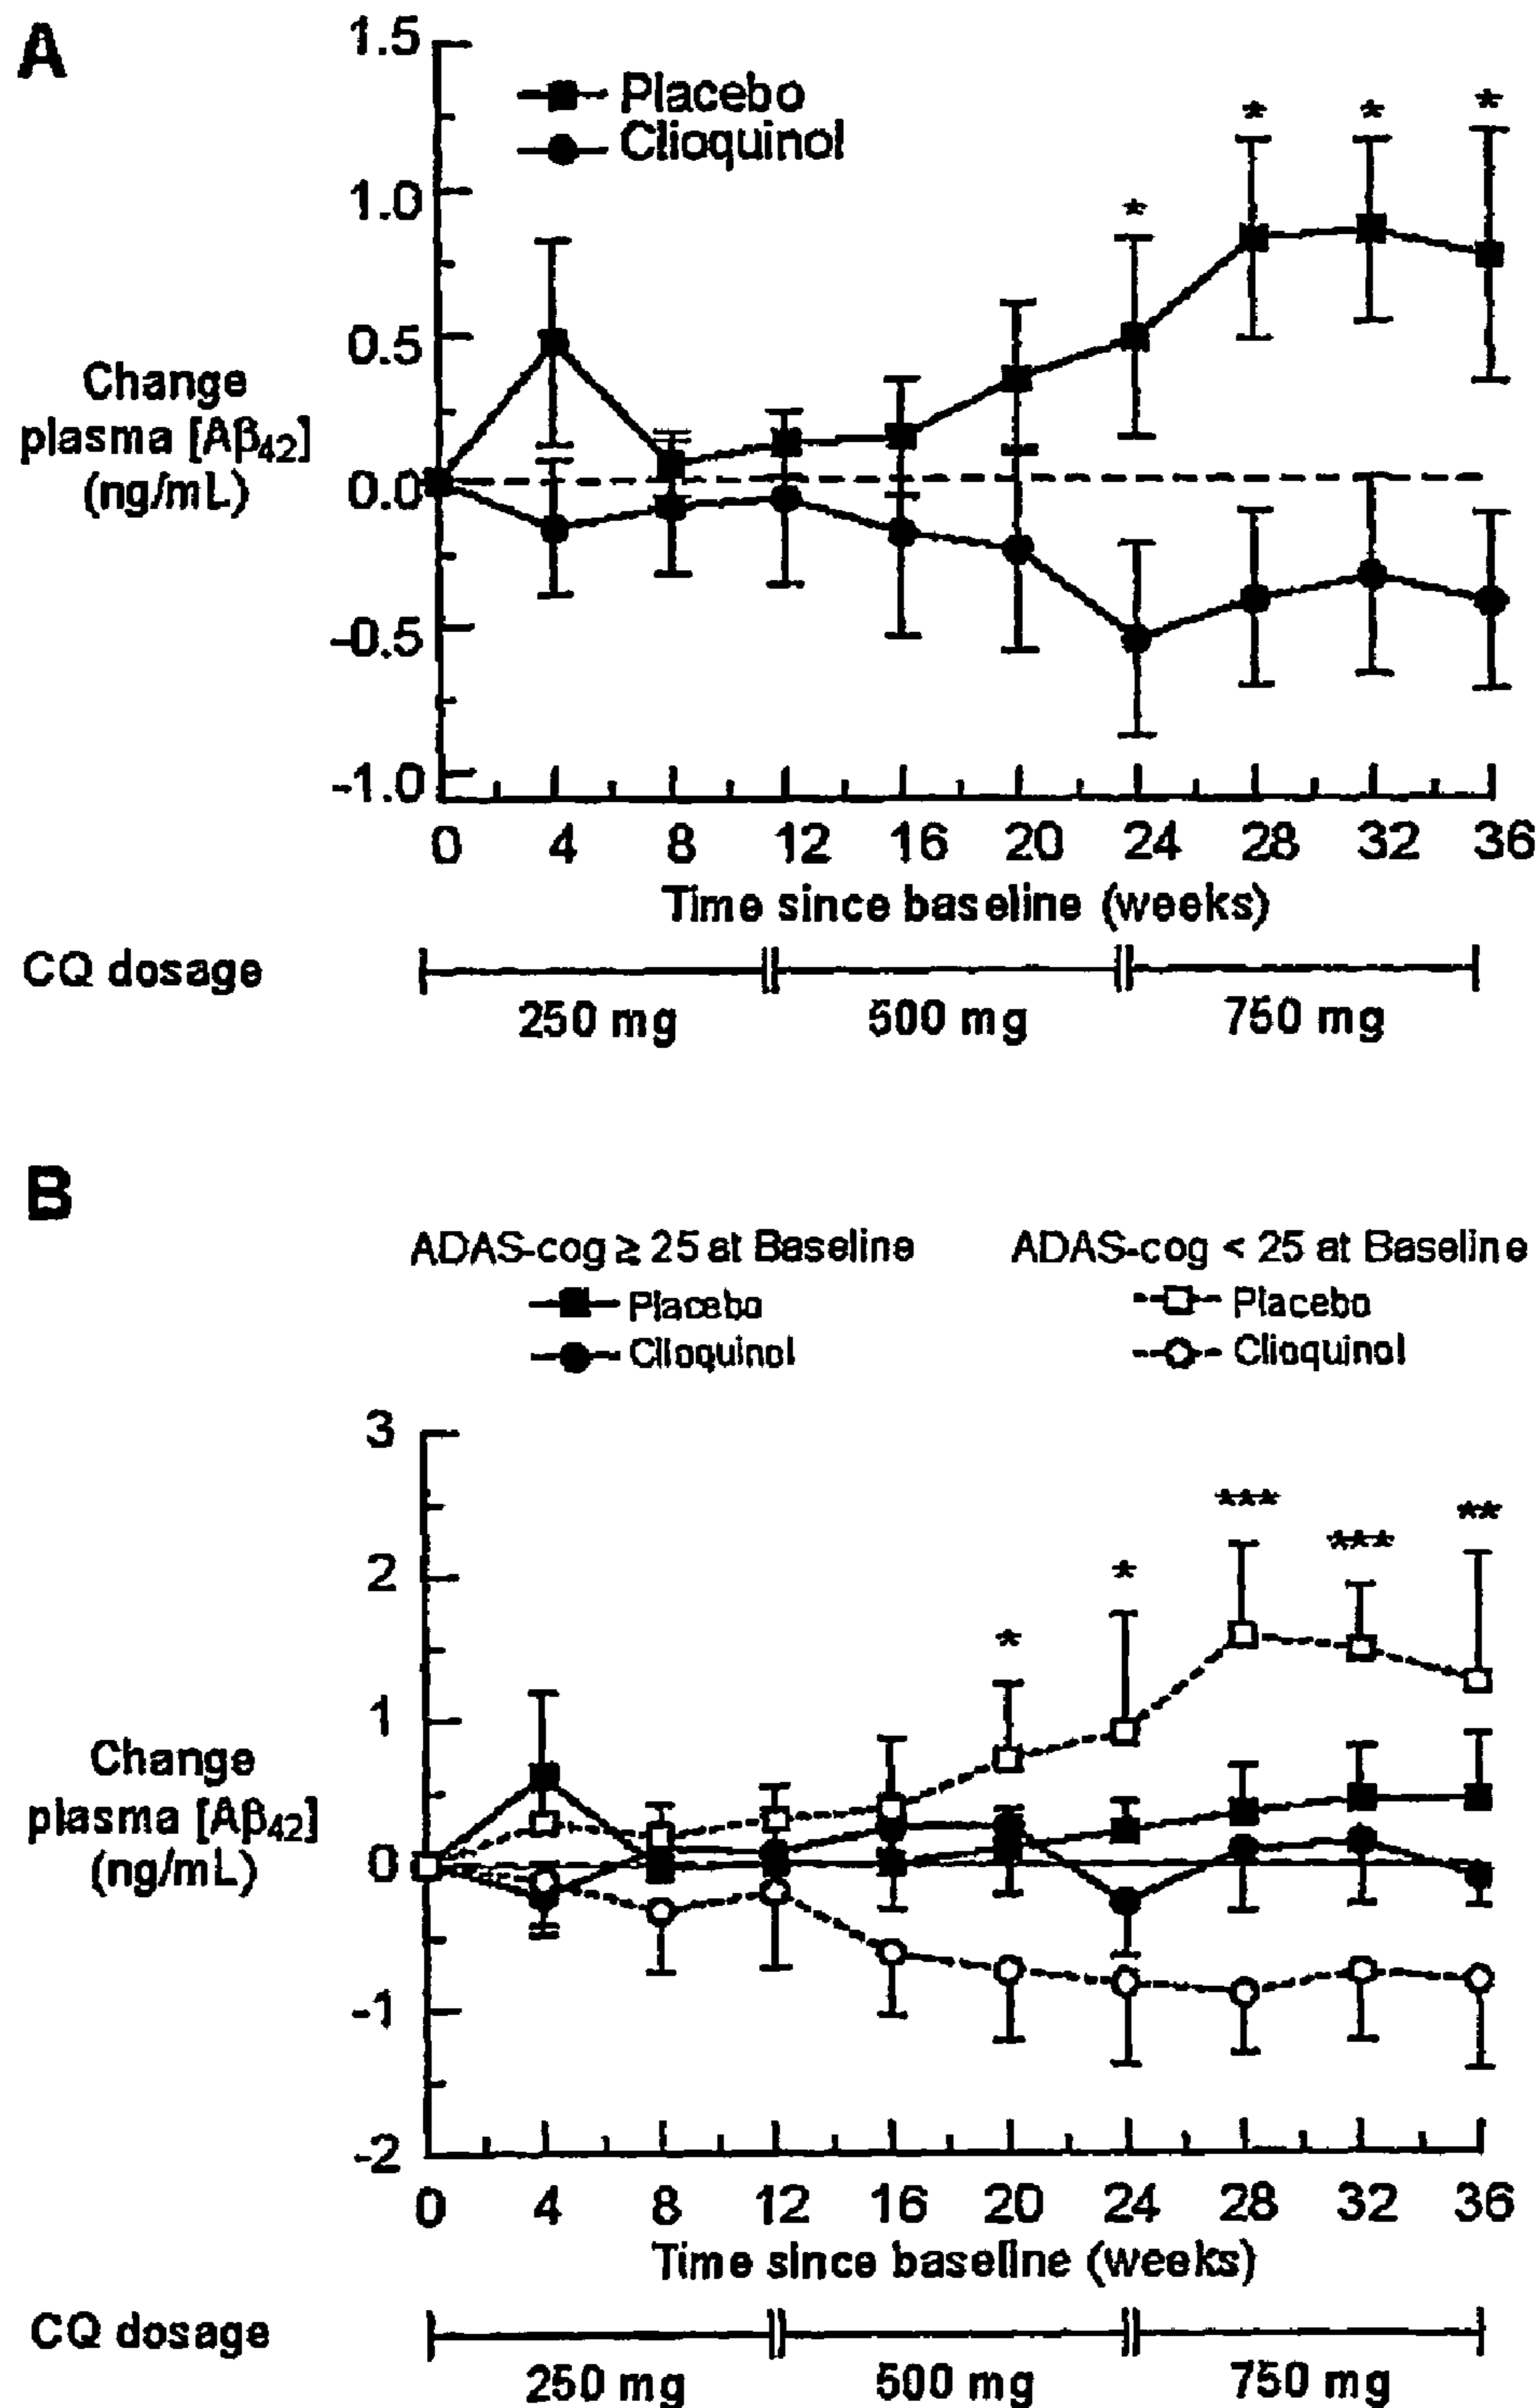 A
1.5
Placebo
Clioquinol
* * *
1.0
*
0.5
Change
plasma [Aβ42]
(ng/mL)
0.0
-0.5
-1.0
0 4 8 12 16 20 24 28 32 36
Time since baseline (weeks)
CQ dosage
250 mg 500 mg 750 mg
B
ADAS-cog ≥ 25 at Baseline ADAS-cog < 25 at Baseline
Placebo Placebo
Clioquinol Clioquinol
3
*** *** **
2
* *
1
Change
plasma [Aβ42]
(ng/mL)
0
-1
-2
0 4 8 12 16 20 24 28 32 36
Time since baseline (weeks)
CQ dosage
250 mg 500 mg 750 mg